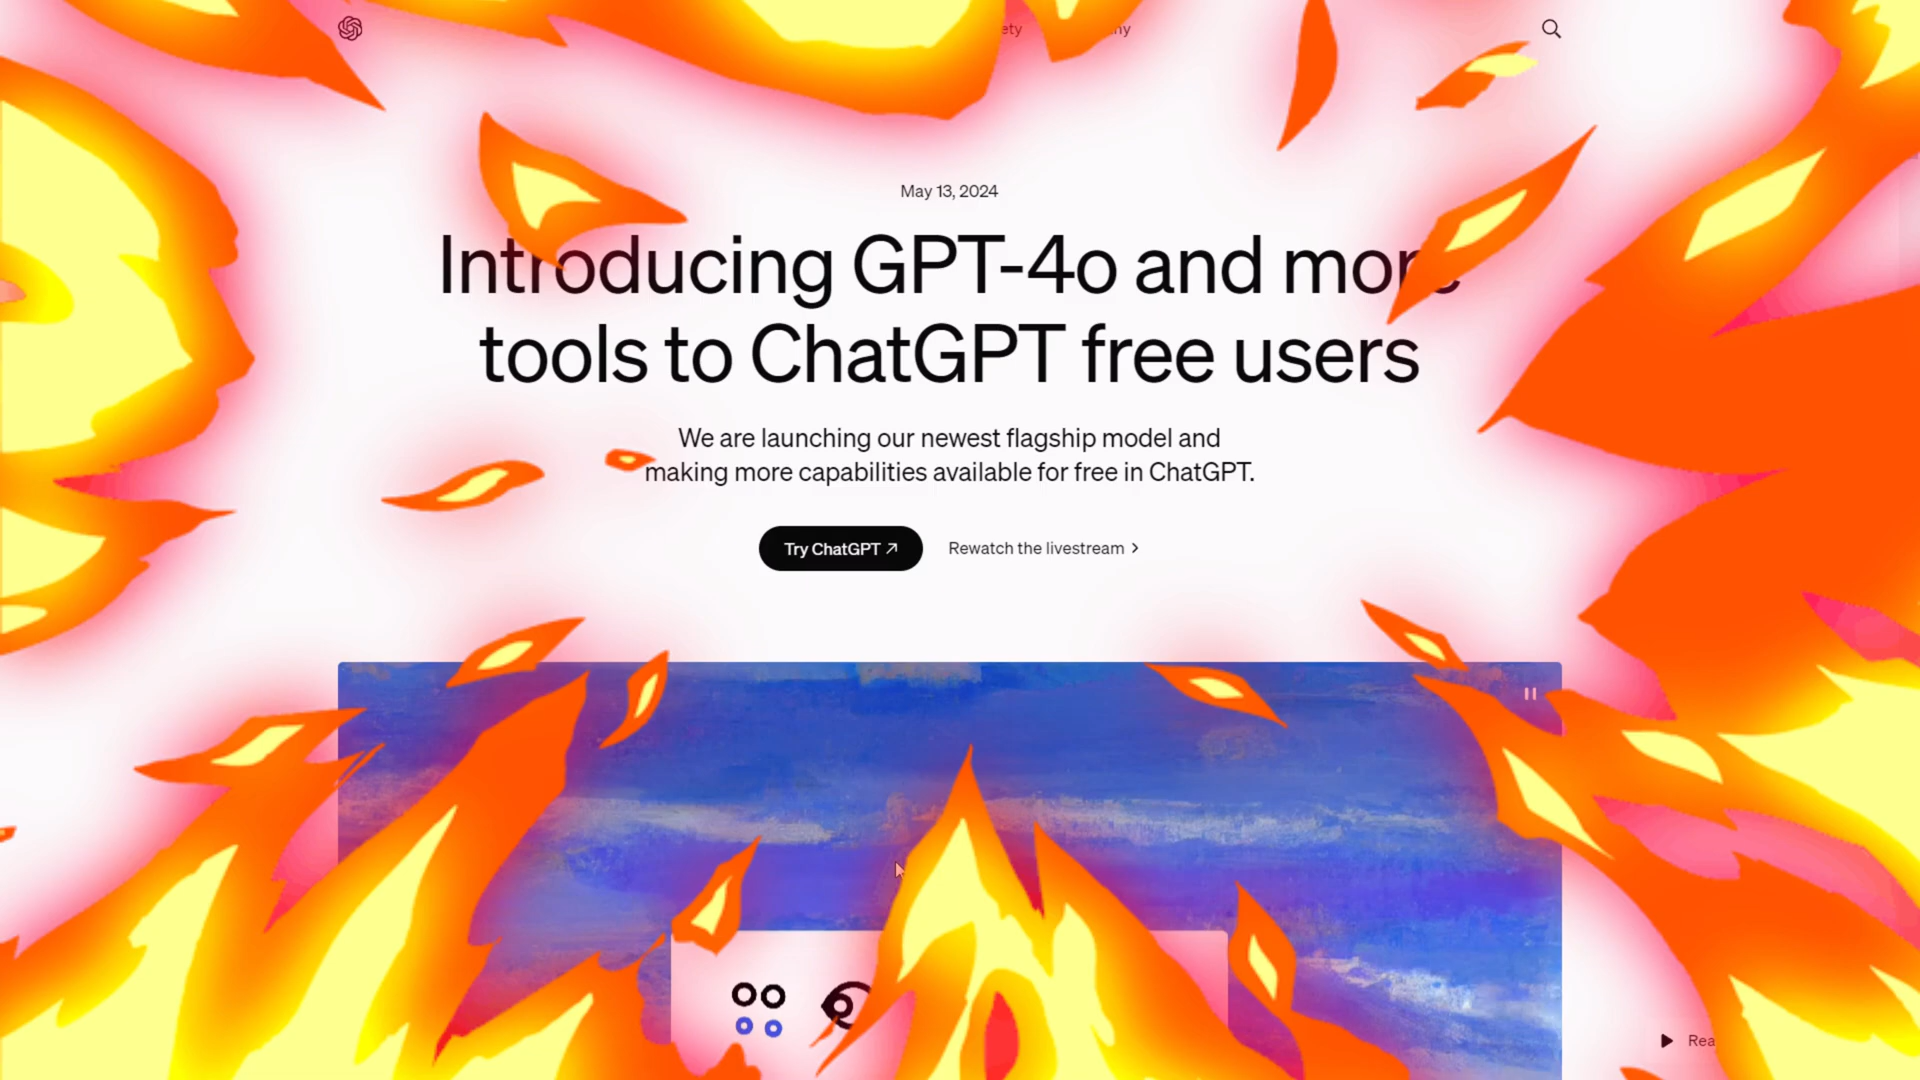 May 13, 2024
Introducing GPT-4o and more
tools to ChatGPT free users
We are launching our newest flagship model and
making more capabilities available for free in ChatGPT.
Try ChatGPT ↗
Rewatch the livestream >